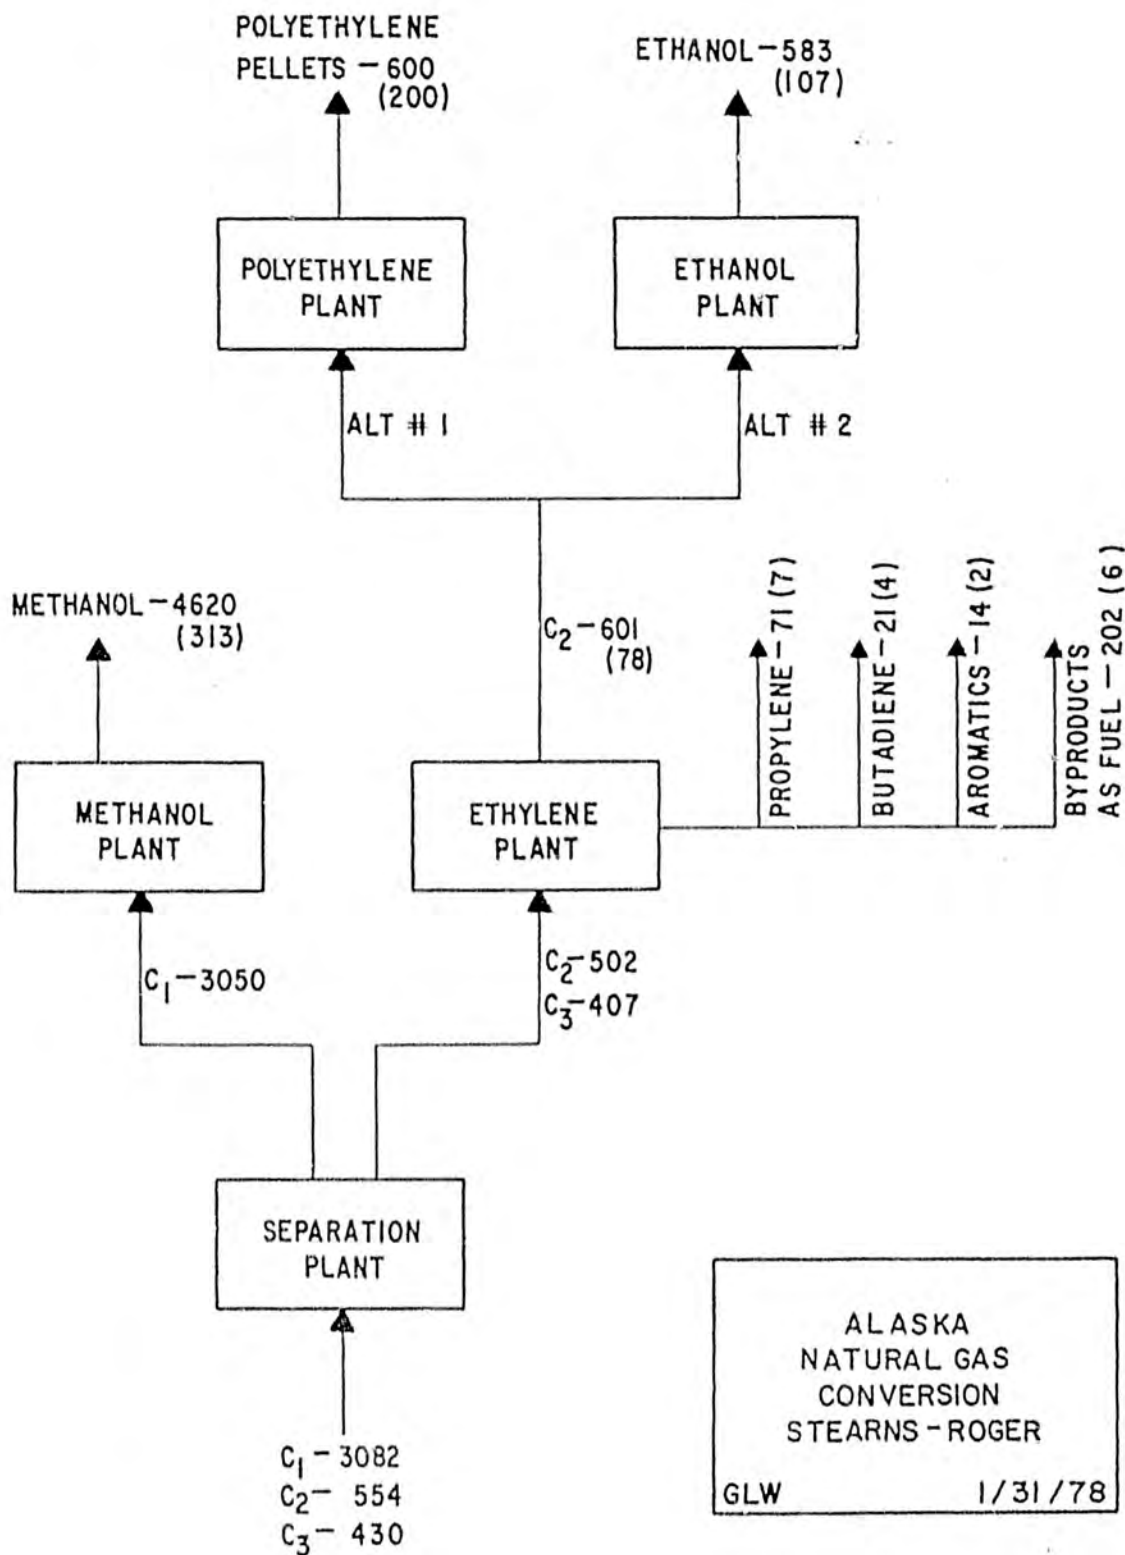 POLYETHYLENE
PELLETS - 600
(200)
ETHANOL - 583
(107)
POLYETHYLENE
PLANT
ETHANOL
PLANT
ALT # 1
ALT # 2
METHANOL - 4620
(313)
C₂ - 601
(78)
PROPYLENE - 71 (7)
BUTADIENE - 21 (4)
AROMATICS - 14 (2)
BYPRODUCTS
AS FUEL - 202 (6)
METHANOL
PLANT
ETHYLENE
PLANT
C₁ - 3050
C₂ - 502
C₃ - 407
SEPARATION
PLANT
C₁ - 3082
C₂ - 554
C₃ - 430
ALASKA
NATURAL GAS
CONVERSION
STEARNS - ROGER
GLW 1/31/78